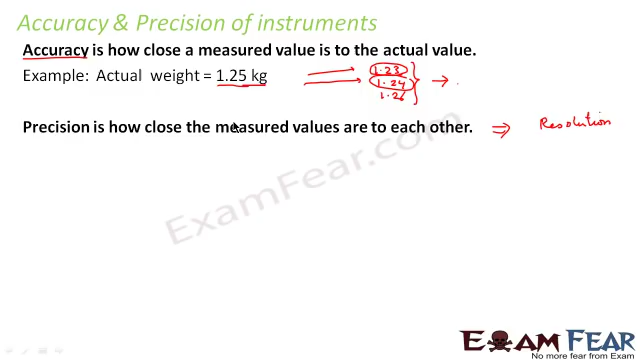 Accuracy & Precision of instruments
Accuracy is how close a measured value is to the actual value.
Example: Actual weight = 1.25 kg
1.23
1.24
1.26
Precision is how close the measured values are to each other. ⇒ Resolution
ExamFear.com
EXAM FEAR
No more fear from Exam